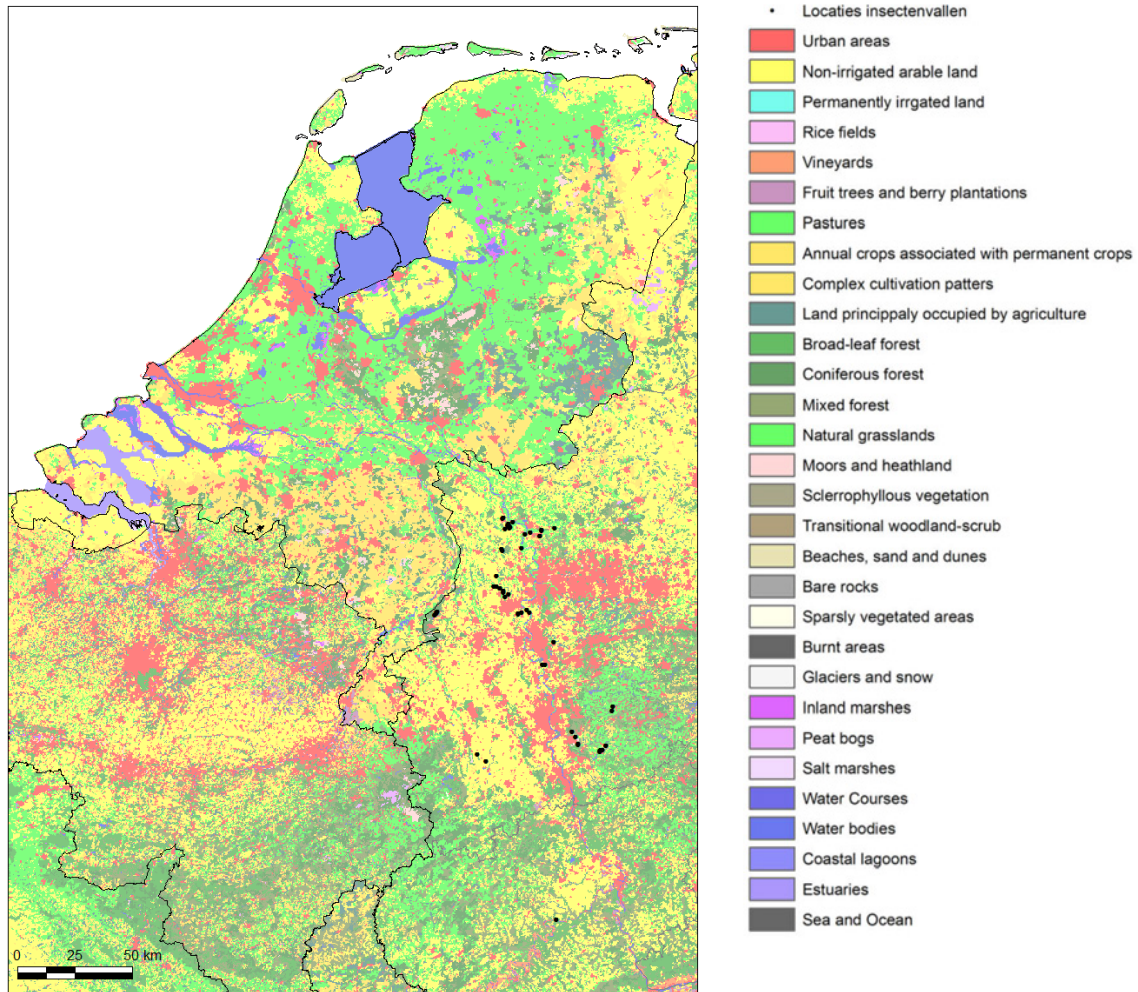 Locaties insectenvallen
Urban areas
Non-irrigated arable land
Permanently irrgated land
Rice fields
Vineyards
Fruit trees and berry plantations
Pastures
Annual crops associated with permanent crops
Complex cultivation patters
Land princippaly occupied by agriculture
Broad-leaf forest
Coniferous forest
Mixed forest
Natural grasslands
Moors and heathland
Sclerrophyllous vegetation
Transitional woodland-scrub
Beaches, sand and dunes
Bare rocks
Sparsly vegetated areas
Burnt areas
Glaciers and snow
Inland marshes
Peat bogs
Salt marshes
Water Courses
Water bodies
Coastal lagoons
Estuaries
Sea and Ocean
0 25 50 km